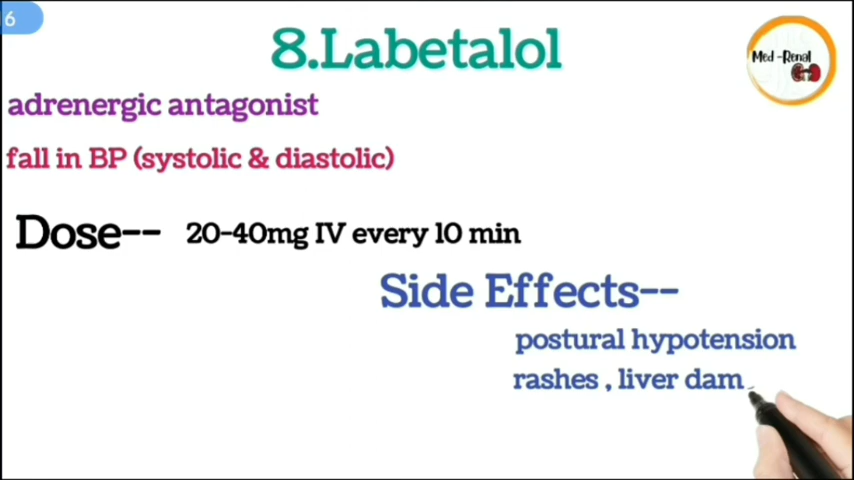 6
8.Labetalol
Med-Renal
adrenergic antagonist
fall in BP (systolic & diastolic)
Dose-- 20-40mg IV every 10 min
Side Effects--
postural hypotension
rashes , liver dam